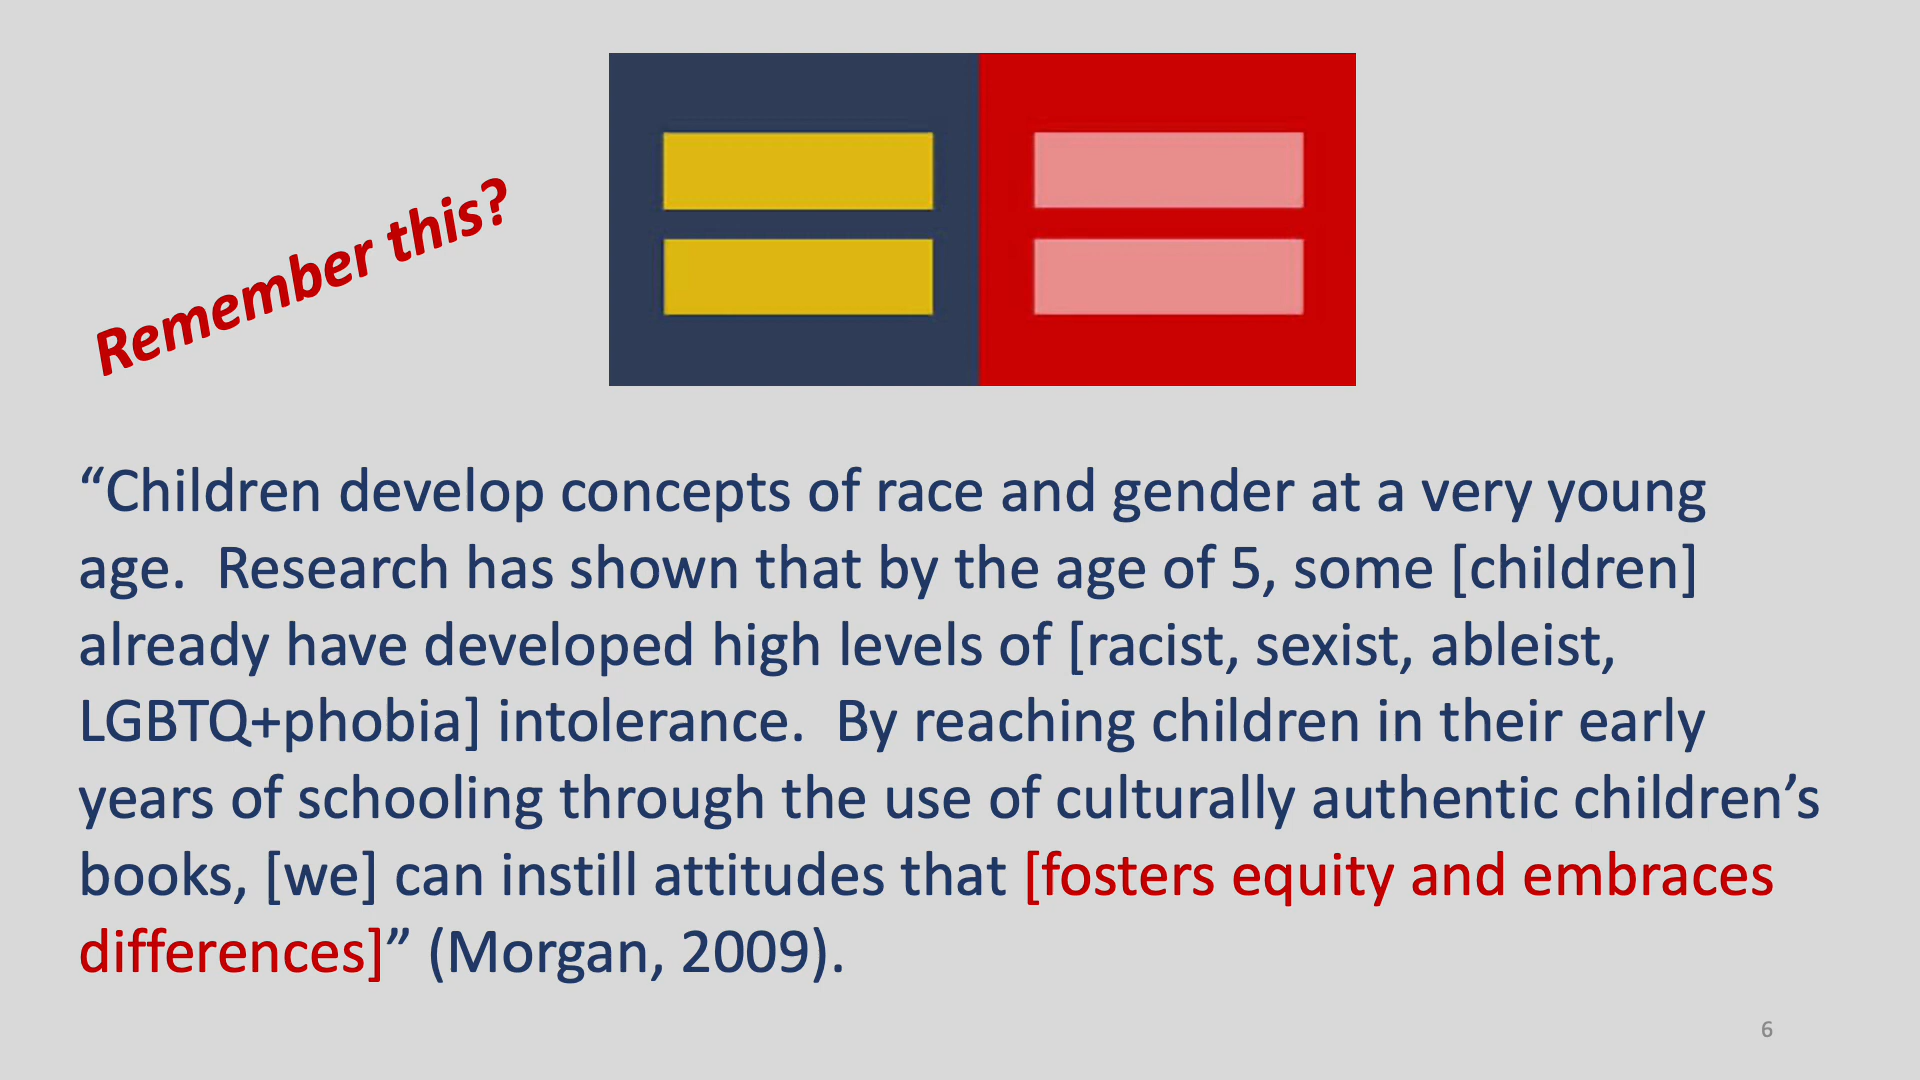 Remember this?
“Children develop concepts of race and gender at a very young
age.  Research has shown that by the age of 5, some [children]
already have developed high levels of [racist, sexist, ableist,
LGBTQ+phobia] intolerance.  By reaching children in their early
years of schooling through the use of culturally authentic children’s
books, [we] can instill attitudes that [fosters equity and embraces
differences]” (Morgan, 2009).
6